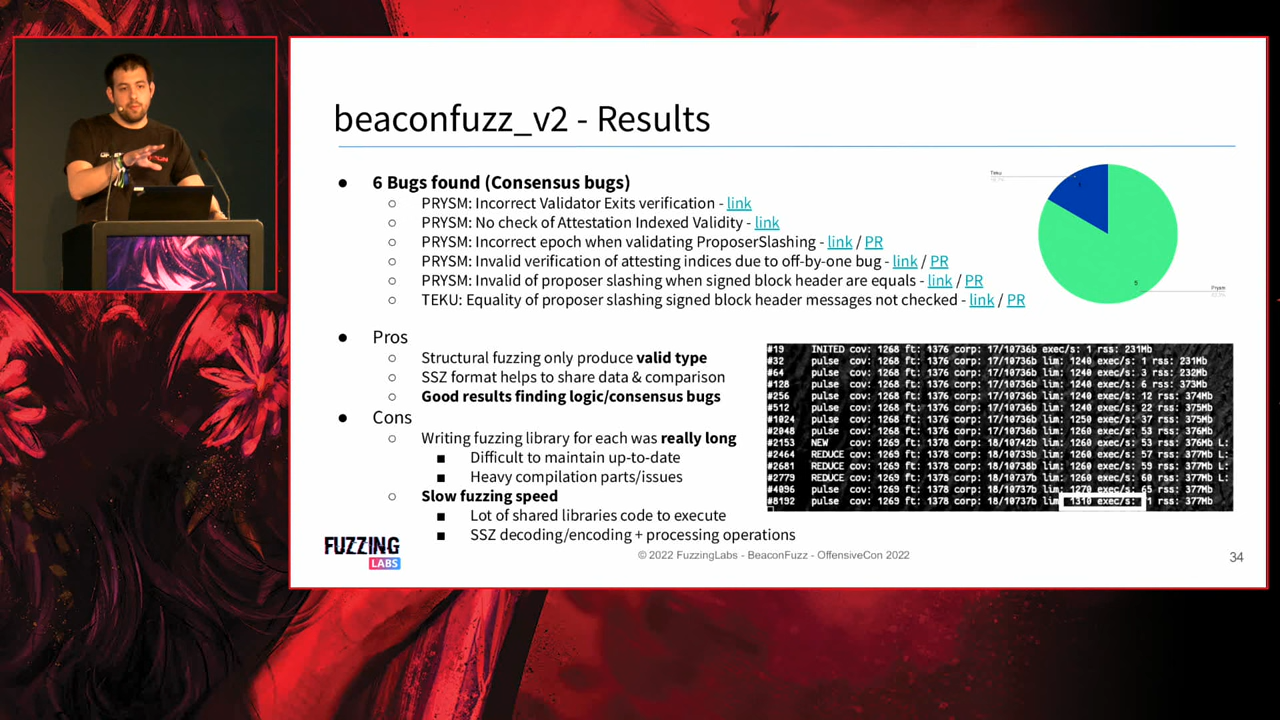 beaconfuzz_v2 - Results
● 6 Bugs found (Consensus bugs)
○ PRYSM: Incorrect Validator Exits verification - link
○ PRYSM: No check of Attestation Indexed Validity - link
○ PRYSM: Incorrect epoch when validating ProposerSlashing - link / PR
○ PRYSM: Invalid verification of attesting indices due to off-by-one bug - link / PR
○ PRYSM: Invalid of proposer slashing when signed block header are equals - link / PR
○ TEKU: Equality of proposer slashing signed block header messages not checked - link / PR
Teku
1
5
Prysm
● Pros
○ Structural fuzzing only produce valid type
○ SSZ format helps to share data & comparison
○ Good results finding logic/consensus bugs
● Cons
○ Writing fuzzing library for each was really long
■ Difficult to maintain up-to-date
■ Heavy compilation parts/issues
○ Slow fuzzing speed
■ Lot of shared libraries code to execute
■ SSZ decoding/encoding + processing operations
#19 INITED cov: 1268 ft: 1376 corp: 17/10736b exec/s: 1 rss: 231Mb
#32 pulse cov: 1268 ft: 1376 corp: 17/10736b lim: 1240 exec/s: 1 rss: 231Mb
#64 pulse cov: 1268 ft: 1376 corp: 17/10736b lim: 1240 exec/s: 3 rss: 232Mb
#128 pulse cov: 1268 ft: 1376 corp: 17/10736b lim: 1240 exec/s: 6 rss: 373Mb
#256 pulse cov: 1268 ft: 1376 corp: 17/10736b lim: 1240 exec/s: 12 rss: 374Mb
#512 pulse cov: 1268 ft: 1376 corp: 17/10736b lim: 1240 exec/s: 22 rss: 375Mb
#1024 pulse cov: 1268 ft: 1376 corp: 17/10736b lim: 1250 exec/s: 37 rss: 375Mb
#2048 pulse cov: 1268 ft: 1376 corp: 17/10736b lim: 1260 exec/s: 53 rss: 376Mb
#2153 NEW cov: 1269 ft: 1378 corp: 18/10742b lim: 1260 exec/s: 53 rss: 376Mb L:
#2464 REDUCE cov: 1269 ft: 1378 corp: 18/10739b lim: 1260 exec/s: 57 rss: 377Mb L:
#2681 REDUCE cov: 1269 ft: 1378 corp: 18/10738b lim: 1260 exec/s: 59 rss: 377Mb L:
#2779 REDUCE cov: 1269 ft: 1378 corp: 18/10737b lim: 1260 exec/s: 60 rss: 377Mb L:
#4096 pulse cov: 1269 ft: 1378 corp: 18/10737b lim: 1270 exec/s: 65 rss: 377Mb
#8192 pulse cov: 1269 ft: 1378 corp: 18/10737b lim 1310 exec/s: 1 rss: 377Mb
FUZZING
LABS
© 2022 FuzzingLabs - BeaconFuzz - OffensiveCon 2022
34